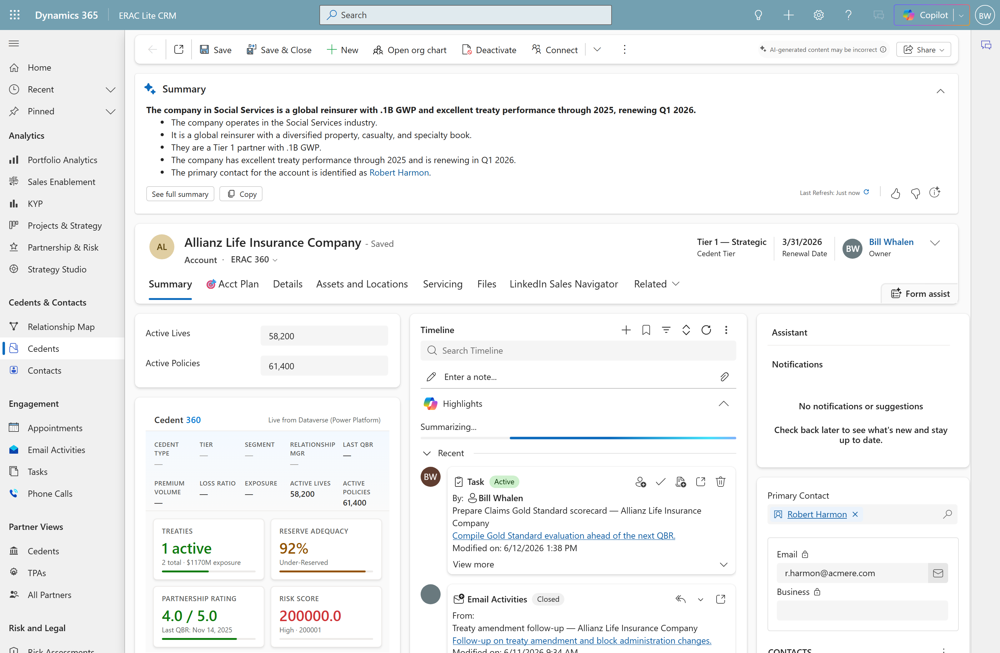 Dynamics 365
ERAC Lite CRM
Search
Copilot
BW
Home
Recent
Pinned
Analytics
Portfolio Analytics
Sales Enablement
KYP
Projects & Strategy
Partnership & Risk
Strategy Studio
Cedents & Contacts
Relationship Map
Cedents
Contacts
Engagement
Appointments
Email Activities
Tasks
Phone Calls
Partner Views
Cedents
TPAs
All Partners
Risk and Legal
Risk Assessments
Save
Save & Close
New
Open org chart
Deactivate
Connect
AI-generated content may be incorrect
Share
Summary
The company in Social Services is a global reinsurer with .1B GWP and excellent treaty performance through 2025, renewing Q1 2026.
• The company operates in the Social Services industry.
• It is a global reinsurer with a diversified property, casualty, and specialty book.
• They are a Tier 1 partner with .1B GWP.
• The company has excellent treaty performance through 2025 and is renewing in Q1 2026.
• The primary contact for the account is identified as Robert Harmon.
See full summary
Copy
Last Refresh: Just now
AL
Allianz Life Insurance Company - Saved
Account · ERAC 360
Tier 1 — Strategic
Cedent Tier
3/31/2026
Renewal Date
BW
Bill Whalen
Owner
Summary
🎯 Acct Plan
Details
Assets and Locations
Servicing
Files
LinkedIn Sales Navigator
Related
Form assist
Active Lives
58,200
Active Policies
61,400
Cedent 360
Live from Dataverse (Power Platform)
CEDENT TYPE
—
TIER
—
SEGMENT
—
RELATIONSHIP MGR
—
LAST QBR
—
PREMIUM VOLUME
—
LOSS RATIO
—
EXPOSURE
—
ACTIVE LIVES
58,200
ACTIVE POLICIES
61,400
TREATIES
1 active
2 total · $1170M exposure
RESERVE ADEQUACY
92%
Under-Reserved
PARTNERSHIP RATING
4.0 / 5.0
Last QBR: Nov 14, 2025
RISK SCORE
200000.0
High · 200001
Timeline
Search Timeline
Enter a note...
Highlights
Summarizing...
Recent
BW
Task
Active
By: Bill Whalen
Prepare Claims Gold Standard scorecard — Allianz Life Insurance
Company
Compile Gold Standard evaluation ahead of the next QBR.
Modified on: 6/12/2026 1:38 PM
View more
Email Activities
Closed
From:
Treaty amendment follow-up — Allianz Life Insurance Company
Follow-up on treaty amendment and block administration changes.
Modified on: 6/11/2026 9:34 AM
Assistant
Notifications
No notifications or suggestions
Check back later to see what's new and stay
up to date.
Primary Contact
Robert Harmon
Email
r.harmon@acmere.com
Business
CONTACTS